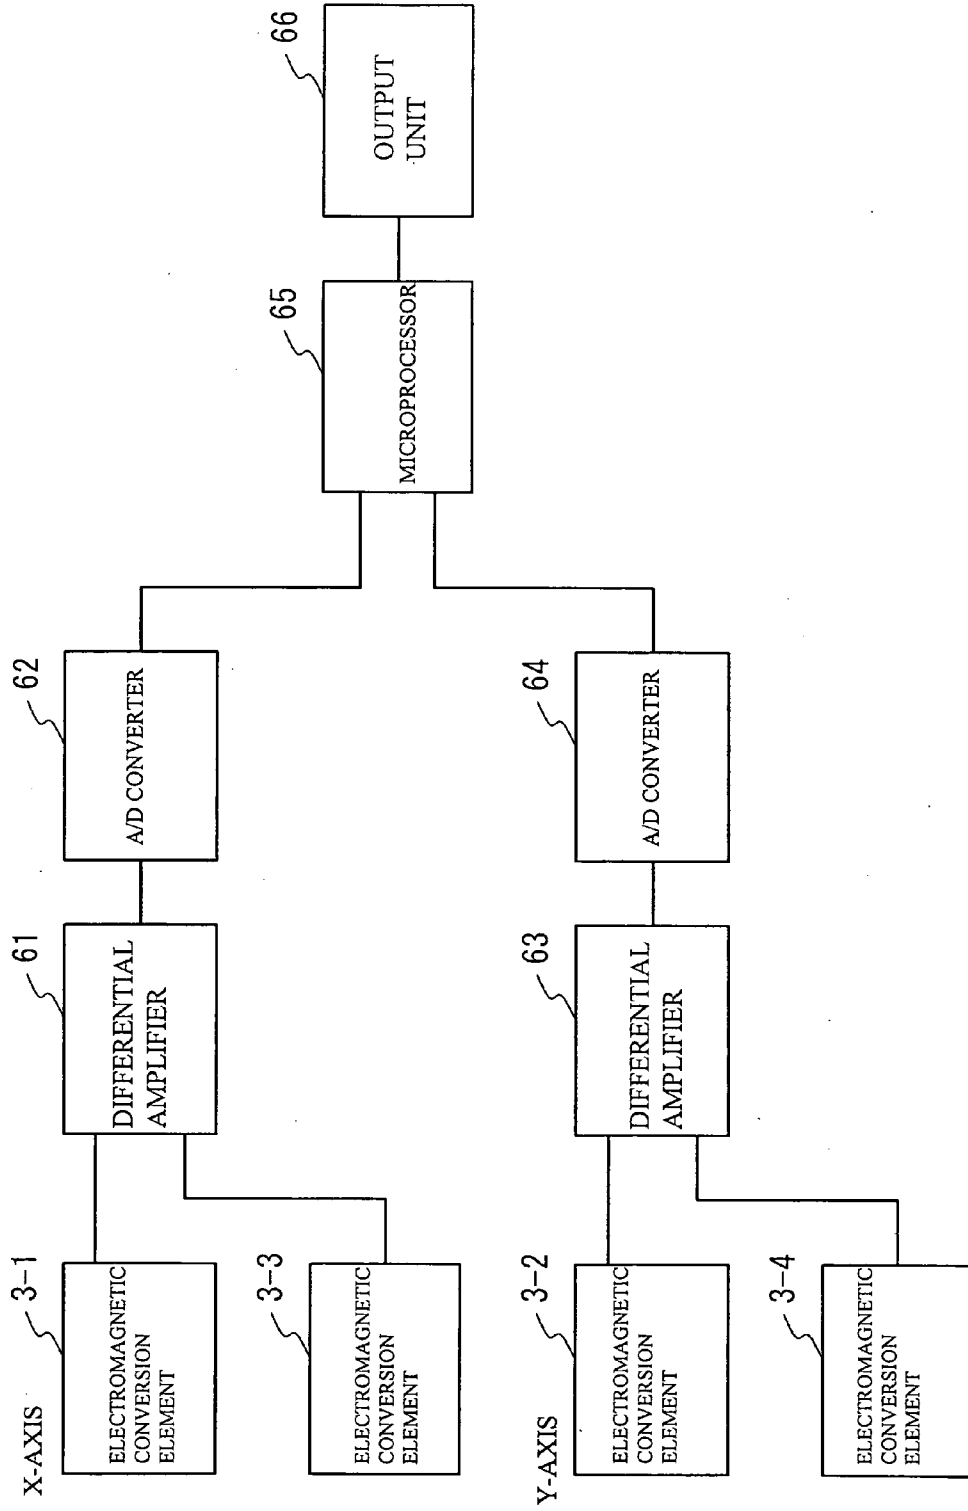 X-AXIS
3-1
ELECTROMAGNETIC
CONVERSION
ELEMENT
3-3
ELECTROMAGNETIC
CONVERSION
ELEMENT
61
DIFFERENTIAL
AMPLIFIER
62
A/D CONVERTER
Y-AXIS
3-2
ELECTROMAGNETIC
CONVERSION
ELEMENT
3-4
ELECTROMAGNETIC
CONVERSION
ELEMENT
63
DIFFERENTIAL
AMPLIFIER
64
A/D CONVERTER
65
MICROPROCESSOR
66
OUTPUT
UNIT